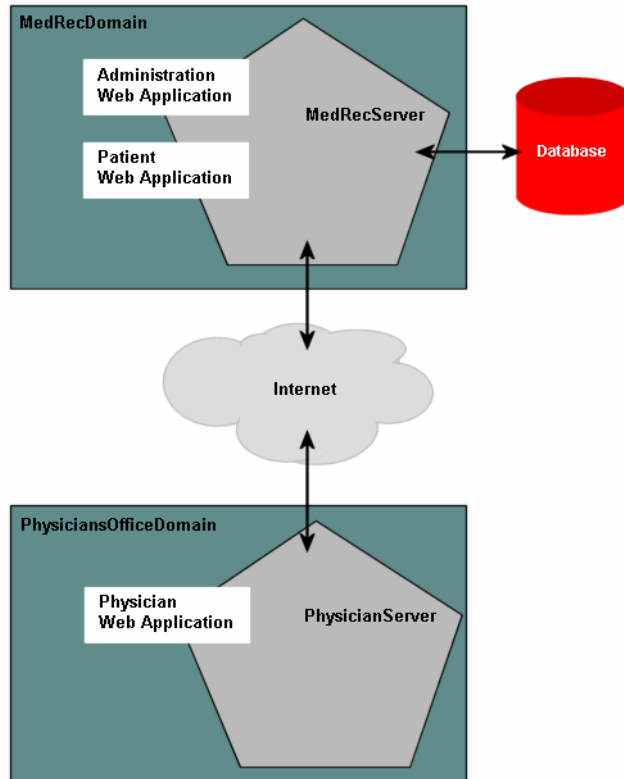 MedRecDomain
Administration
Web Application
MedRecServer
Patient
Web Application
Database
Internet
PhysiciansOfficeDomain
Physician
Web Application
PhysicianServer